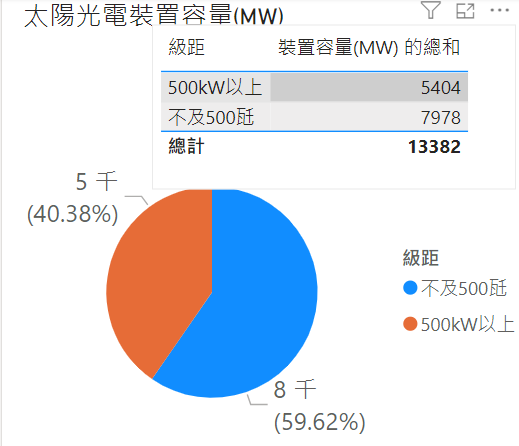 太陽光電裝置容量(MW)
級距 裝置容量(MW) 的總和
500kW以上 5404
不及500瓩 7978
總計 13382
5 千
(40.38%)
級距
不及500瓩
500kW以上
8 千
(59.62%)